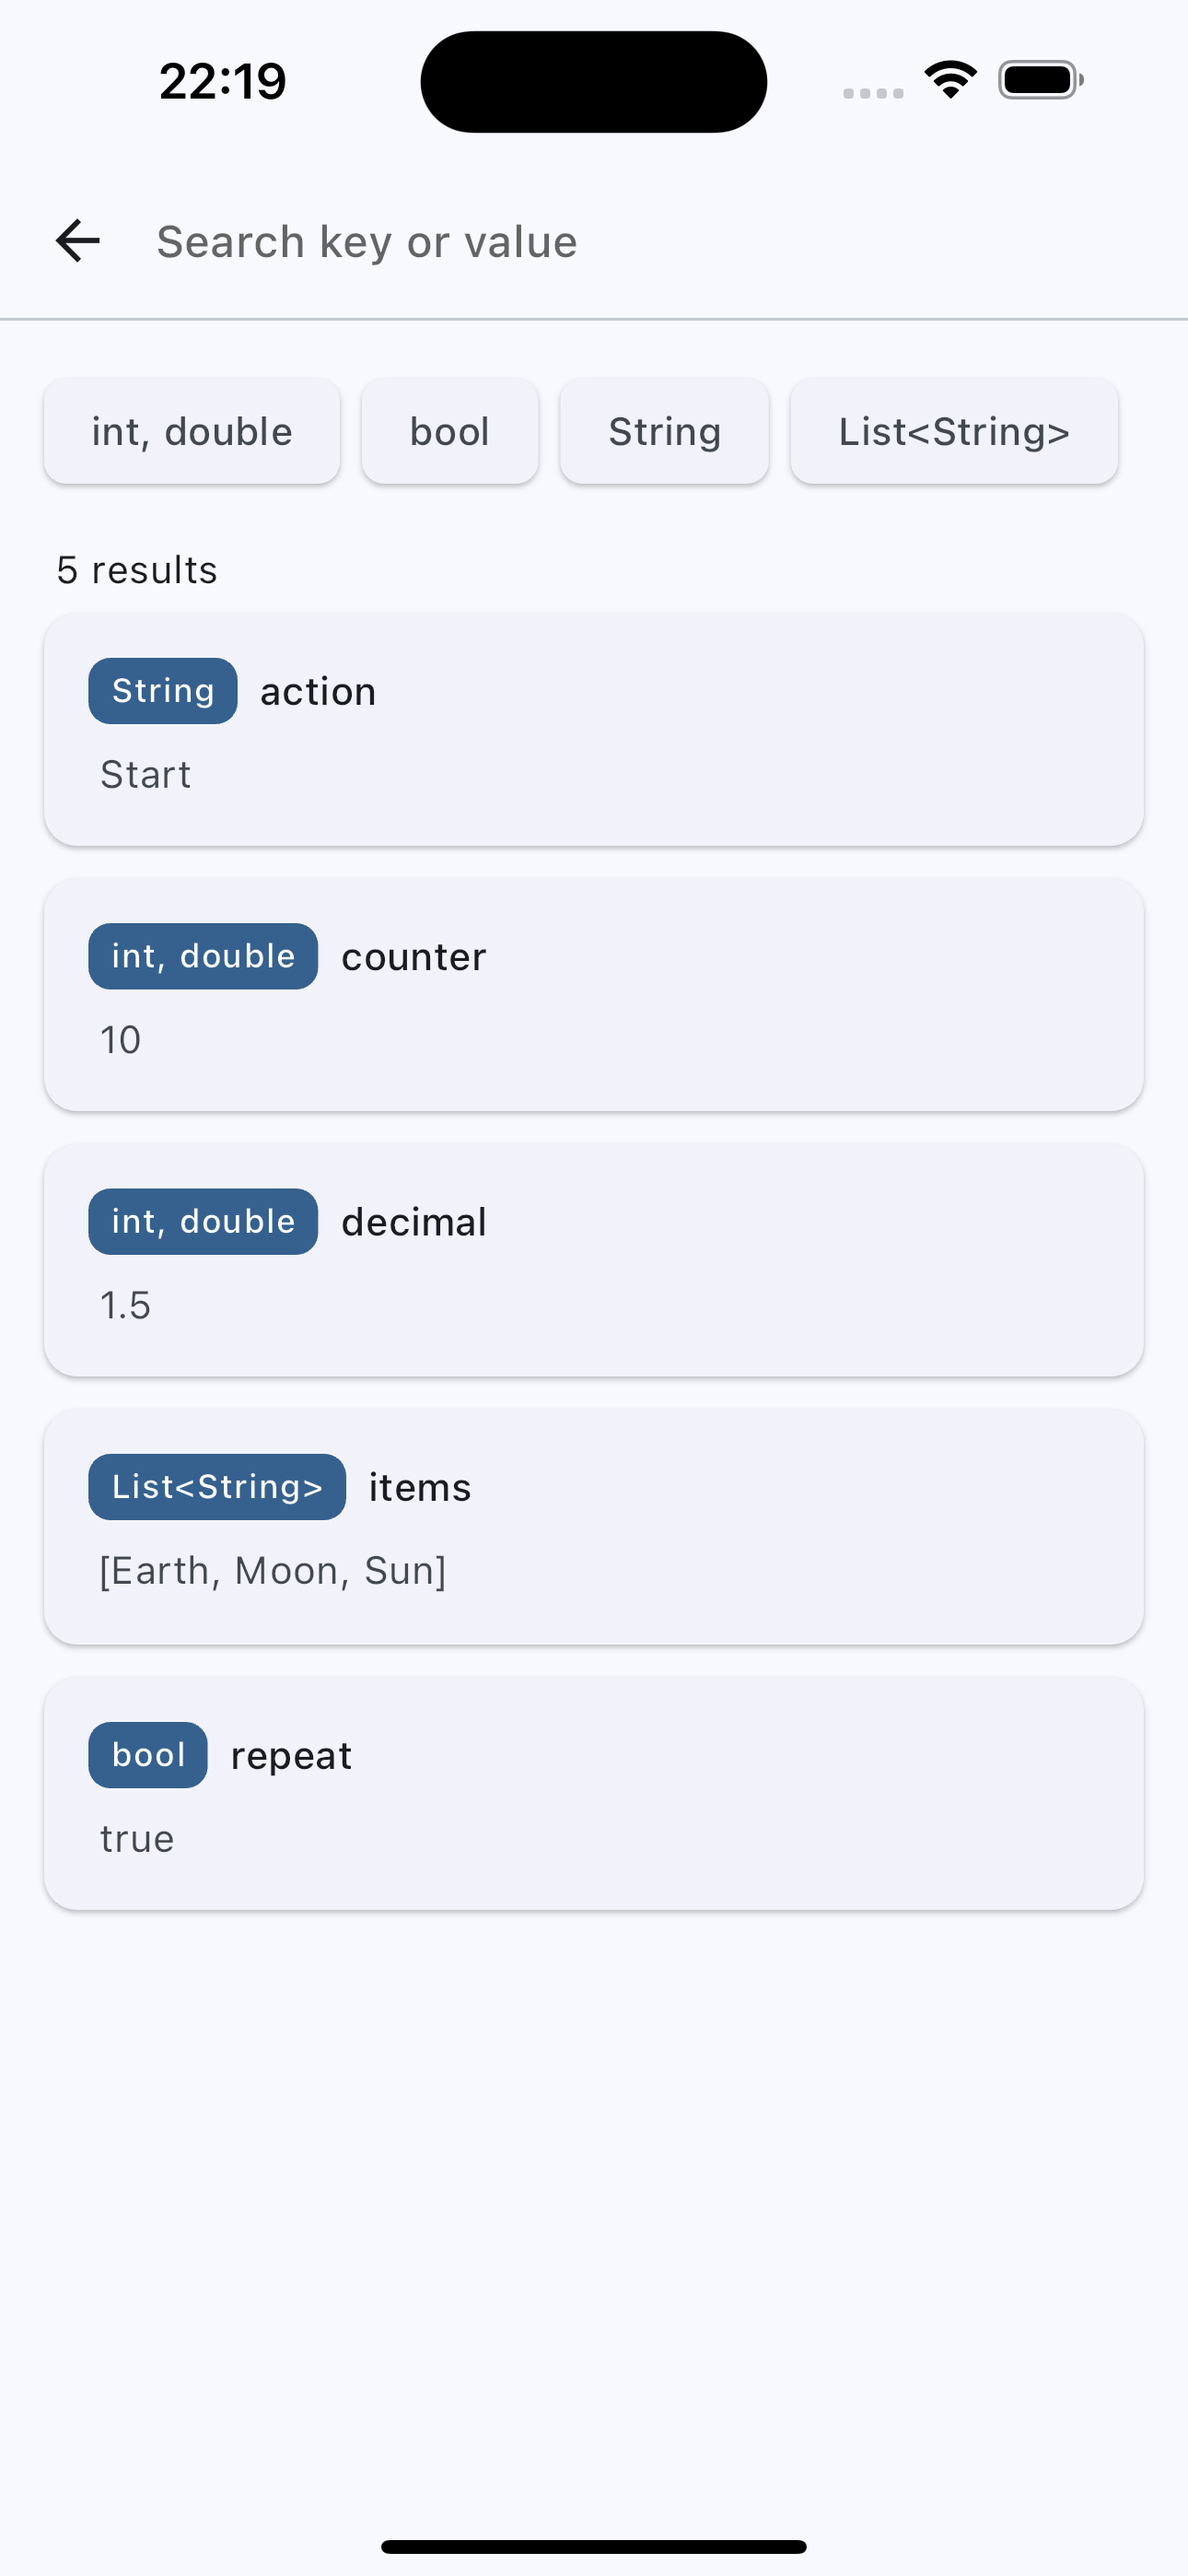 22:19
Search key or value
int, double bool String List<String>
5 results
String action
Start
int, double counter
10
int, double decimal
1.5
List<String> items
[Earth, Moon, Sun]
bool repeat
true